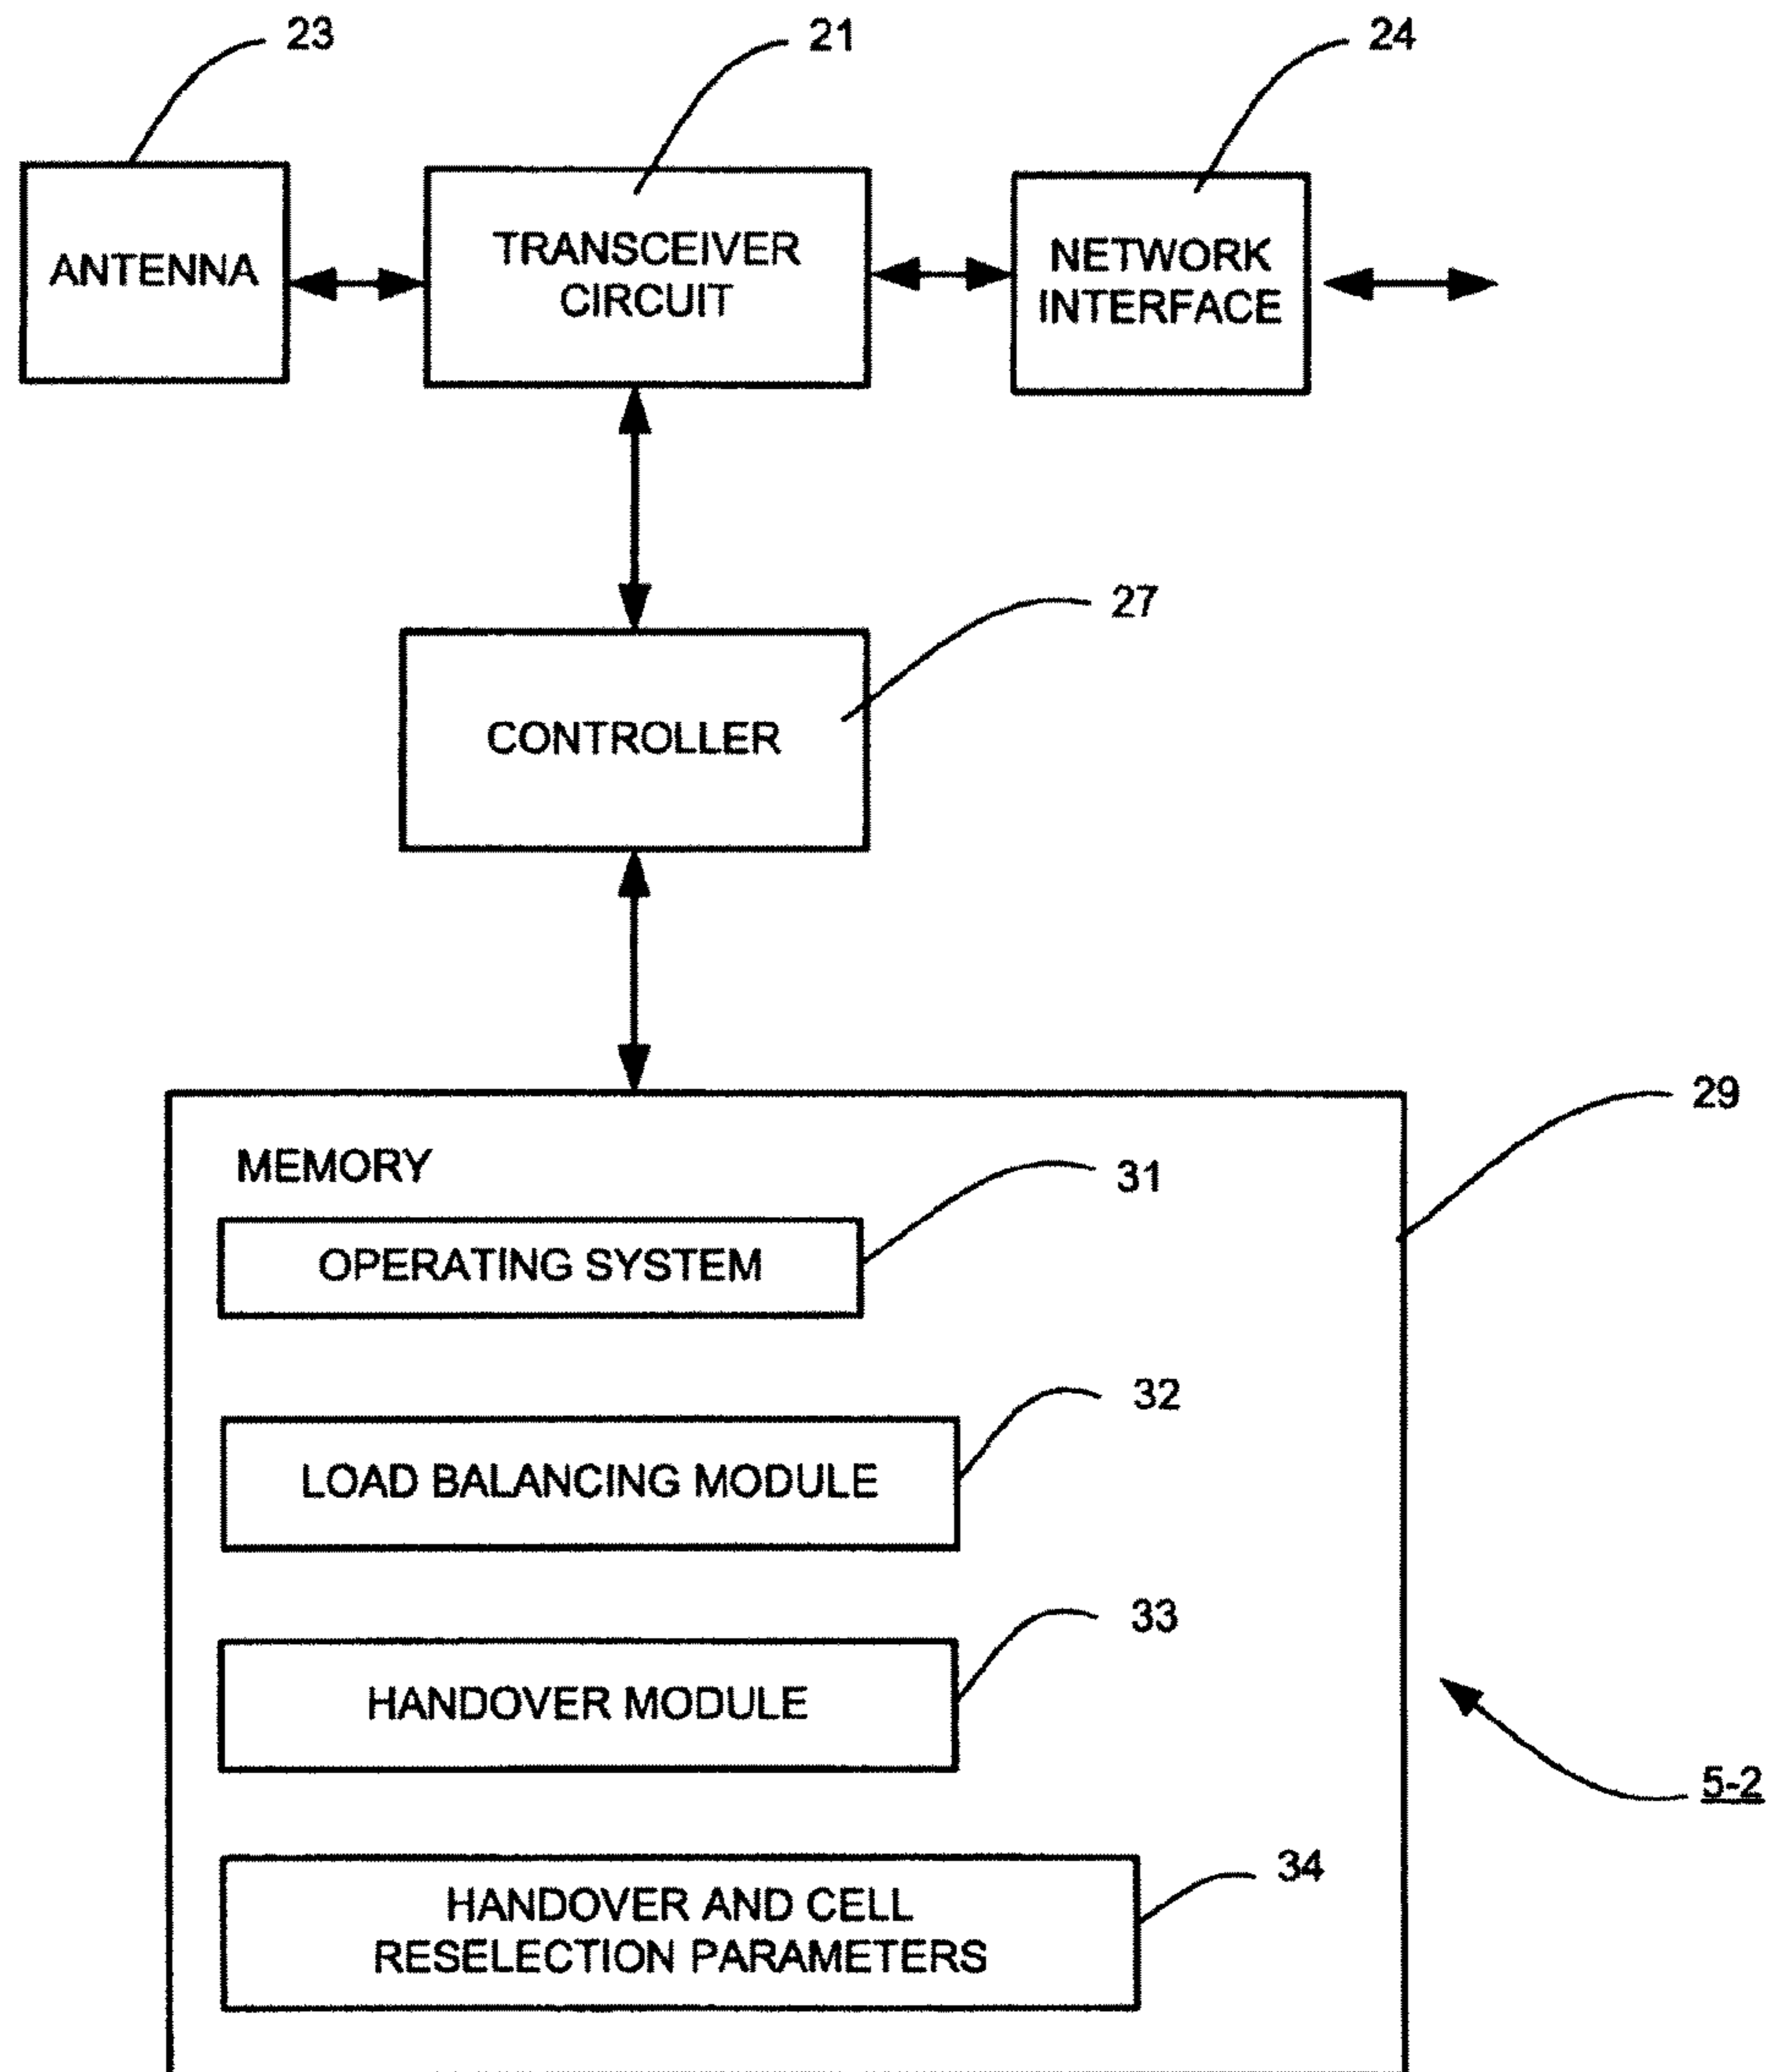 23
21
24
ANTENNA
TRANSCEIVER
CIRCUIT
NETWORK
INTERFACE
27
CONTROLLER
29
MEMORY
31
OPERATING SYSTEM
32
LOAD BALANCING MODULE
33
HANDOVER MODULE
5-2
34
HANDOVER AND CELL
RESELECTION PARAMETERS